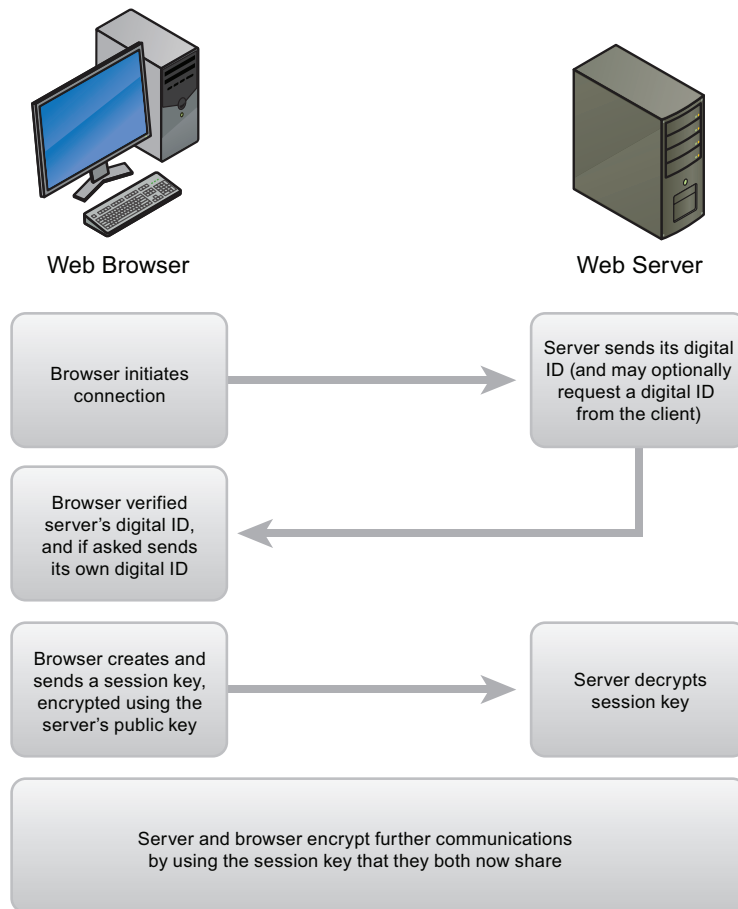 Web Browser
Web Server
Browser initiates
connection
Server sends its digital
ID (and may optionally
request a digital ID
from the client)
Browser verified
server's digital ID,
and if asked sends
its own digital ID
Browser creates and
sends a session key,
encrypted using the
server's public key
Server decrypts
session key
Server and browser encrypt further communications
by using the session key that they both now share